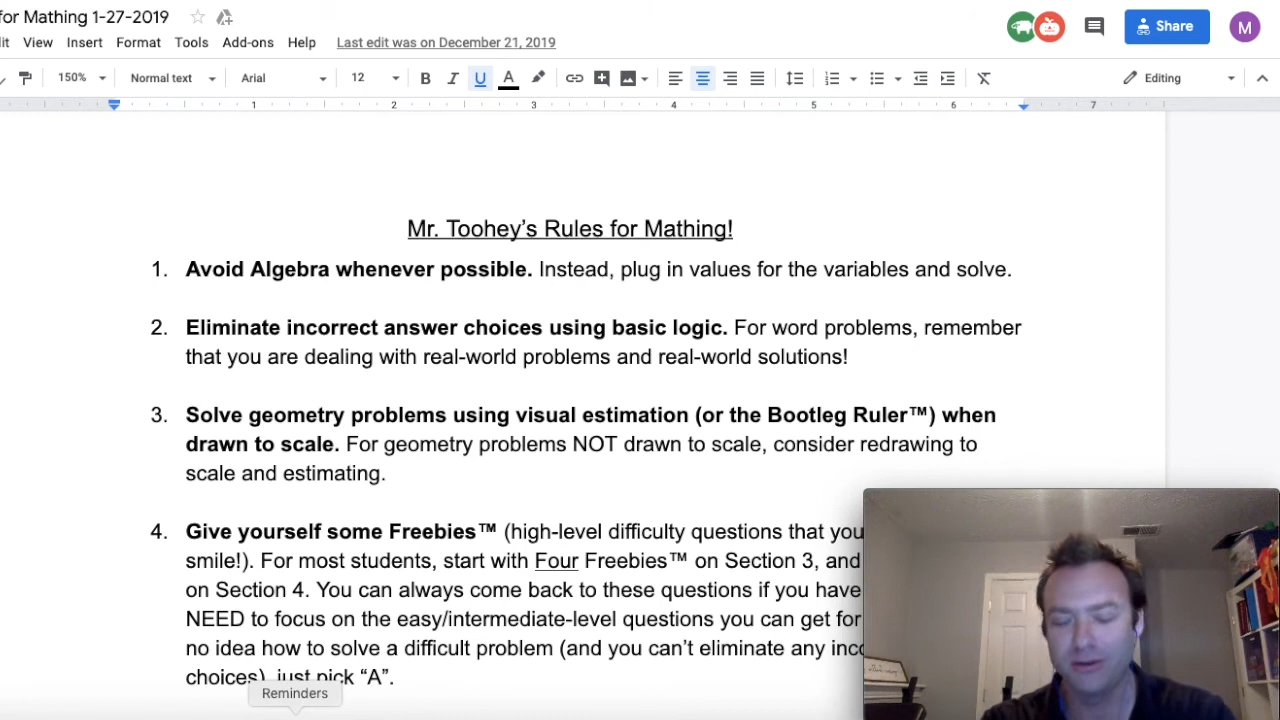 for Mathing 1-27-2019
View Insert Format Tools Add-ons Help Last edit was on December 21, 2019
Share
M
150% Normal text Arial 12 B I U A Editing
1 2 3 4 5 6 7
Mr. Toohey’s Rules for Mathing!
1. Avoid Algebra whenever possible. Instead, plug in values for the variables and solve.
2. Eliminate incorrect answer choices using basic logic. For word problems, remember
that you are dealing with real-world problems and real-world solutions!
3. Solve geometry problems using visual estimation (or the Bootleg Ruler™) when
drawn to scale. For geometry problems NOT drawn to scale, consider redrawing to
scale and estimating.
4. Give yourself some Freebies™ (high-level difficulty questions that you
smile!). For most students, start with Four Freebies™ on Section 3, and
on Section 4. You can always come back to these questions if you have
NEED to focus on the easy/intermediate-level questions you can get for
no idea how to solve a difficult problem (and you can’t eliminate any
choices), just pick “A”.
Reminders